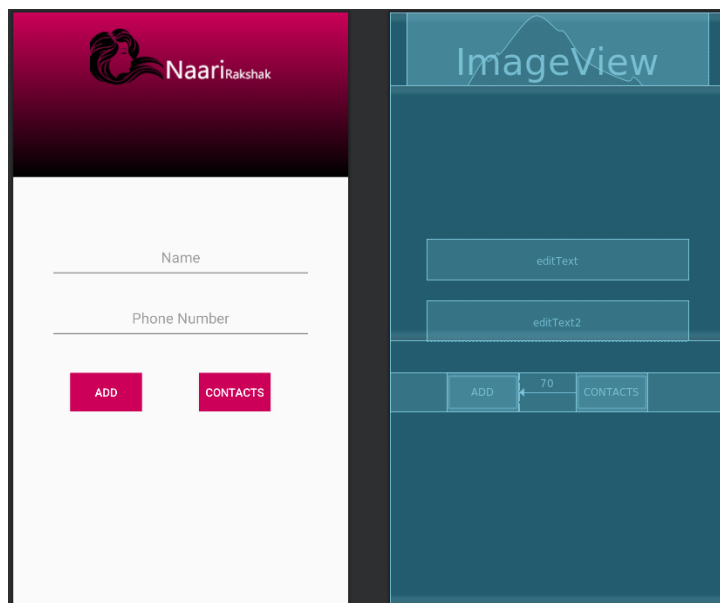 NaariRakshak
Name
Phone Number
ADD
CONTACTS
ImageView
editText
editText2
ADD
70
CONTACTS